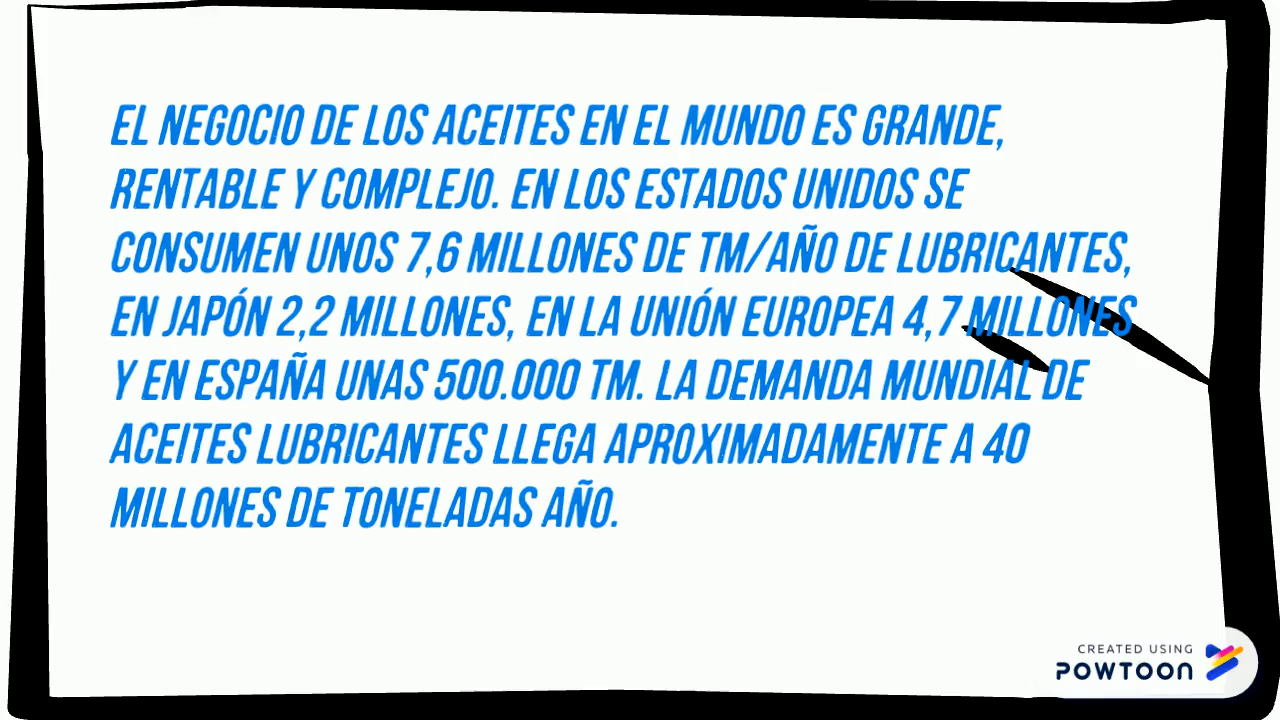 EL NEGOCIO DE LOS ACEITES EN EL MUNDO ES GRANDE,
RENTABLE Y COMPLEJO. EN LOS ESTADOS UNIDOS SE
CONSUMEN UNOS 7,6 MILLONES DE TM/AÑO DE LUBRICANTES,
EN JAPÓN 2,2 MILLONES, EN LA UNIÓN EUROPEA 4,7 MILLONES
Y EN ESPAÑA UNAS 500.000 TM. LA DEMANDA MUNDIAL DE
ACEITES LUBRICANTES LLEGA APROXIMADAMENTE A 40
MILLONES DE TONELADAS AÑO.
CREATED USING
POWTOON